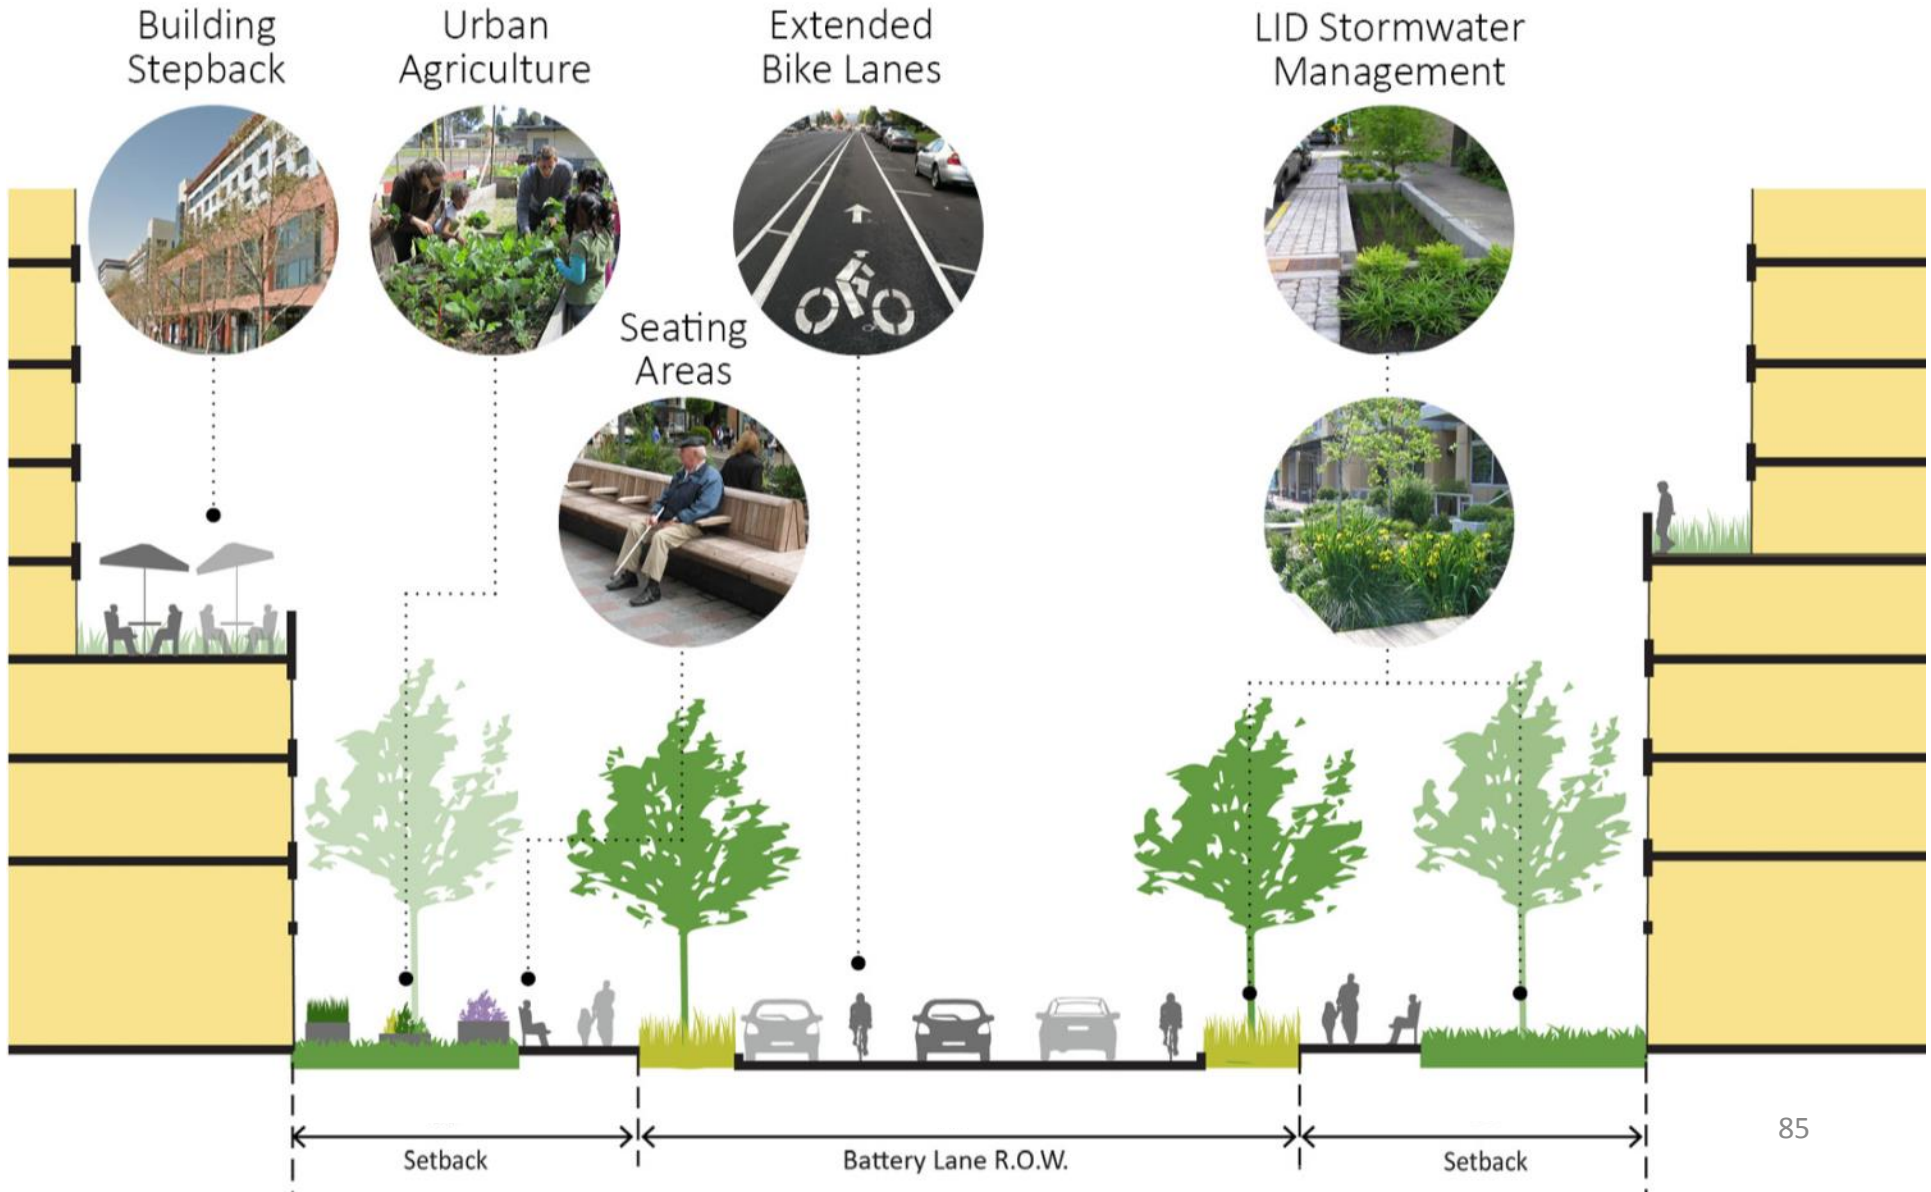 Building
Stepback
Urban
Agriculture
Extended
Bike Lanes
LID Stormwater
Management
Seating
Areas
Setback
Battery Lane R.O.W.
Setback
85